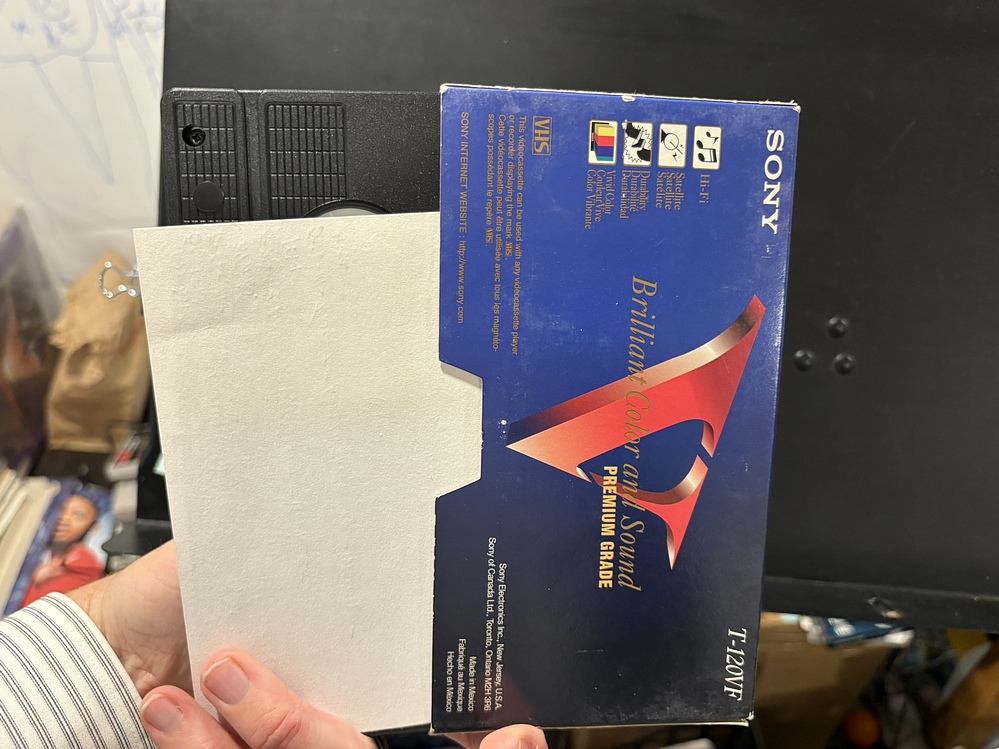 SONY
Hi-Fi
Satellite
Satellite
Satélite
Durability
Durabilité
Durabilidad
Vivid Color
Couleur Vive
Color Vibrante
VHS
This videocassette can be used with any videocassette player
or recorder displaying the mark VHS.
Cette vidéocassette peut être utilisée avec tous les magnéto-
scopes possédant le repère VHS.
SONY INTERNET WEBSITE : http://www.sony.com
Brilliant Color and Sound
PREMIUM GRADE
T-120VF
Sony Electronics Inc., New Jersey, U.S.A.
Sony of Canada Ltd., Toronto, Ontario M2H 3P6
Made in Mexico
Fabriqué au Mexique
Hecho en México